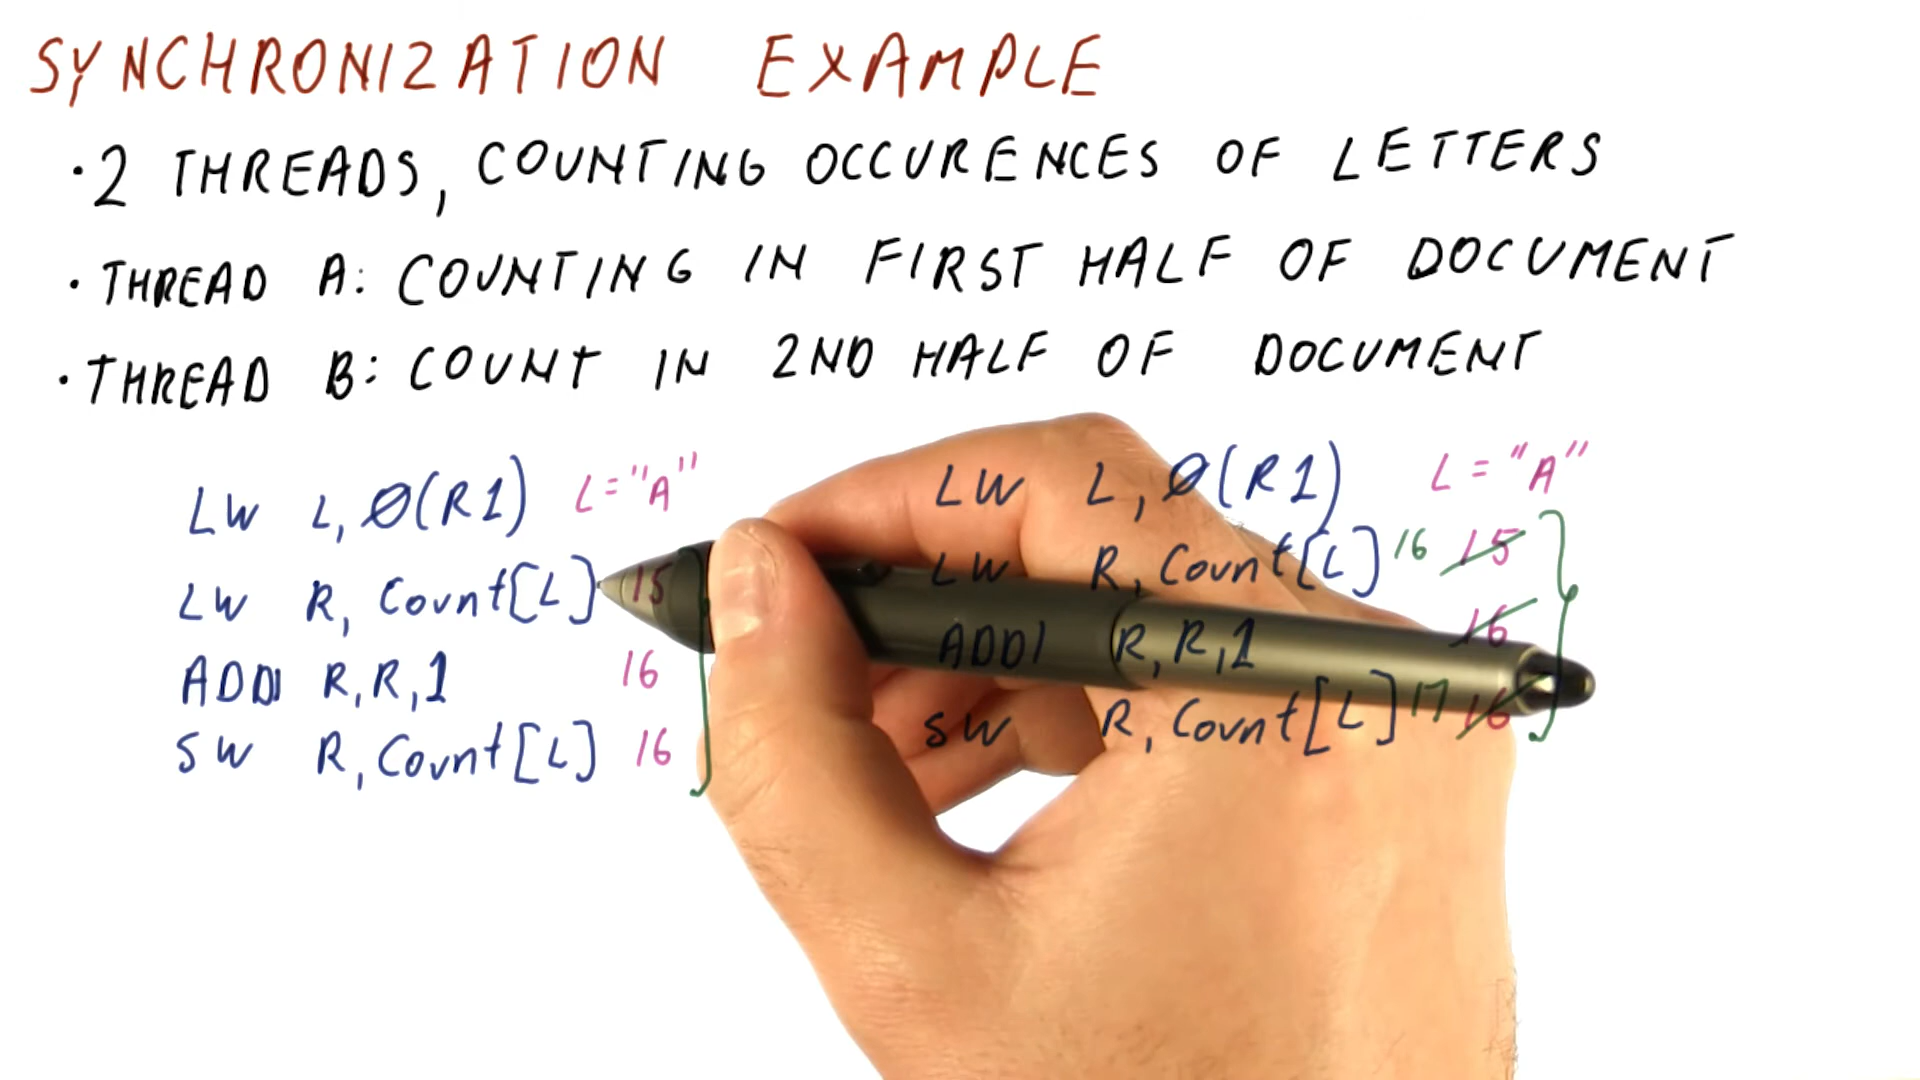 SYNCHRONIZATION EXAMPLE
· 2 THREADS, COUNTING OCCURENCES OF LETTERS
· THREAD A: COUNTING IN FIRST HALF OF DOCUMENT
· THREAD B: COUNT IN 2ND HALF OF DOCUMENT
LW L, 0(R1) L="A"
LW R, Count[L] 15
ADDI R, R, 1 16
SW R, Count[L] 16
LW L, 0(R1) L="A"
LW R, Count[L] 16 15
ADDI R, R, 1 16
SW R, Count[L] 17 16